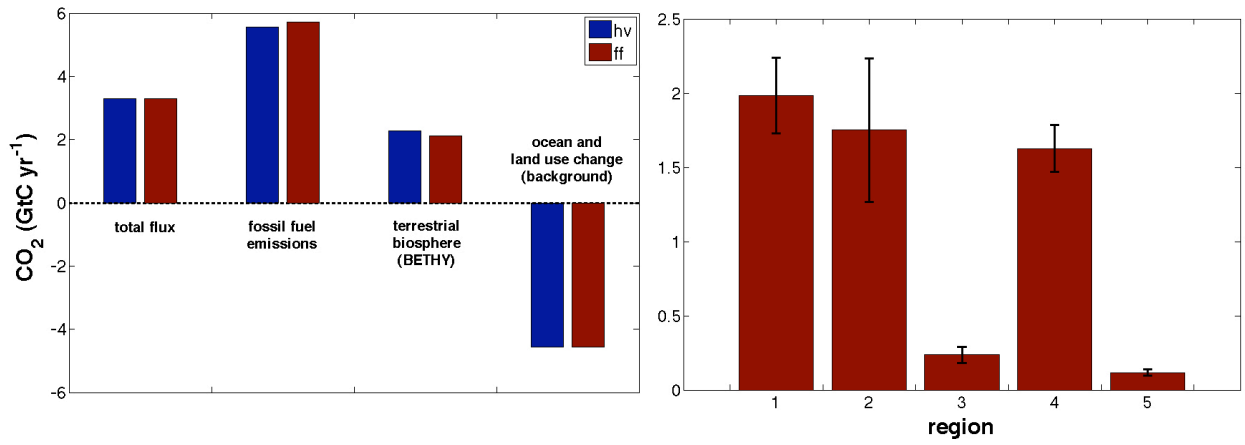 6
4
2
0
-2
-4
-6
CO2 (GtC yr-1)
hv
ff
total flux
fossil fuel
emissions
terrestrial
biosphere
(BETHY)
ocean and
land use change
(background)
2.5
2
1.5
1
0.5
0
1 2 3 4 5
region